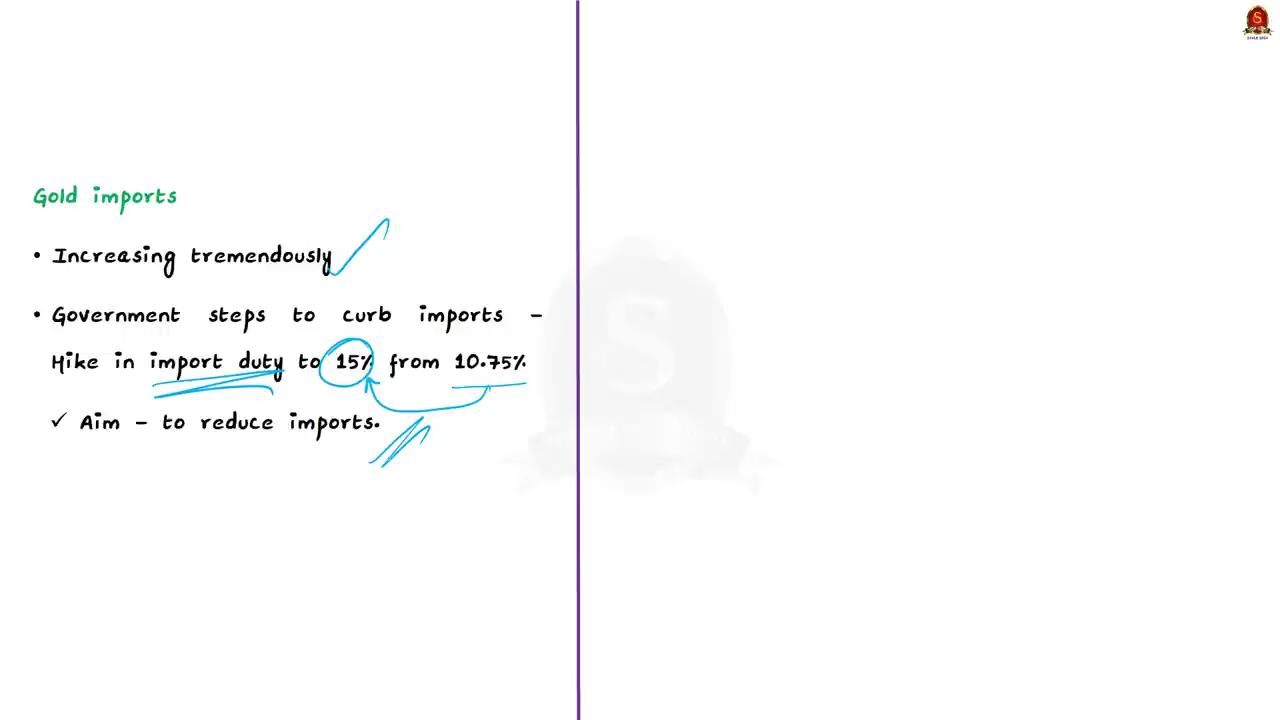 Gold imports
• Increasing tremendously
• Government steps to curb imports –
Hike in import duty to 15% from 10.75%
✓ Aim – to reduce imports.
S
S